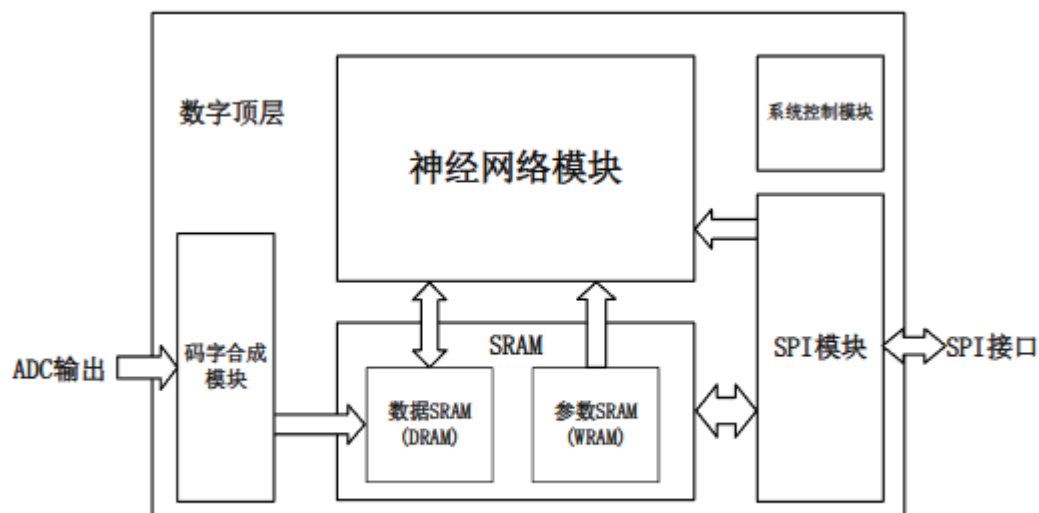 数字顶层
神经网络模块
系统控制模块
ADC输出
码字合成
模块
SRAM
数据SRAM
(DRAM)
参数SRAM
(WRAM)
SPI模块
SPI接口